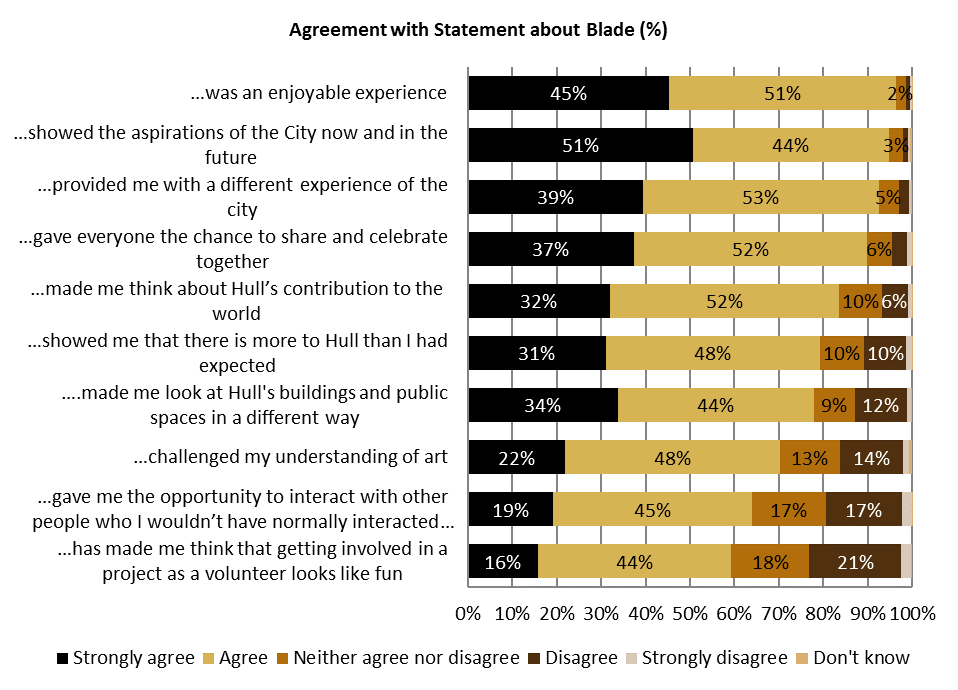 Agreement with Statement about Blade (%)
...was an enjoyable experience
45% 51% 2%
...showed the aspirations of the City now and in the
future
51% 44% 3%
...provided me with a different experience of the
city
39% 53% 5%
...gave everyone the chance to share and celebrate
together
37% 52% 6%
...made me think about Hull’s contribution to the
world
32% 52% 10% 6%
...showed me that there is more to Hull than I had
expected
31% 48% 10% 10%
....made me look at Hull's buildings and public
spaces in a different way
34% 44% 9% 12%
...challenged my understanding of art
22% 48% 13% 14%
...gave me the opportunity to interact with other
people who I wouldn’t have normally interacted...
19% 45% 17% 17%
...has made me think that getting involved in a
project as a volunteer looks like fun
16% 44% 18% 21%
0% 10% 20% 30% 40% 50% 60% 70% 80% 90% 100%
Strongly agree Agree Neither agree nor disagree Disagree Strongly disagree Don't know